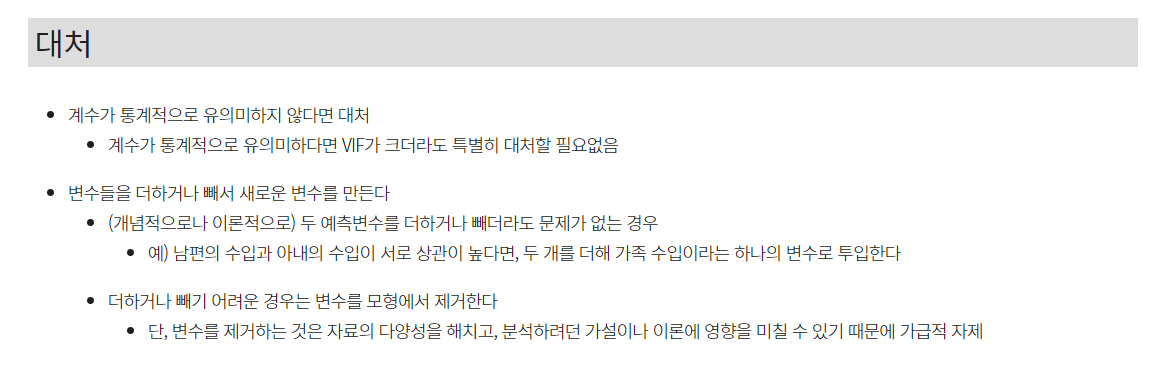 대처
계수가 통계적으로 유의미하지 않다면 대처
계수가 통계적으로 유의미하다면 VIF가 크더라도 특별히 대처할 필요없음
변수들을 더하거나 빼서 새로운 변수를 만든다
(개념적으로나 이론적으로) 두 예측변수를 더하거나 빼더라도 문제가 없는 경우
예) 남편의 수입과 아내의 수입이 서로 상관이 높다면, 두 개를 더해 가족 수입이라는 하나의 변수로 투입한다
더하거나 빼기 어려운 경우는 변수를 모형에서 제거한다
단, 변수를 제거하는 것은 자료의 다양성을 해치고, 분석하려던 가설이나 이론에 영향을 미칠 수 있기 때문에 가급적 자제